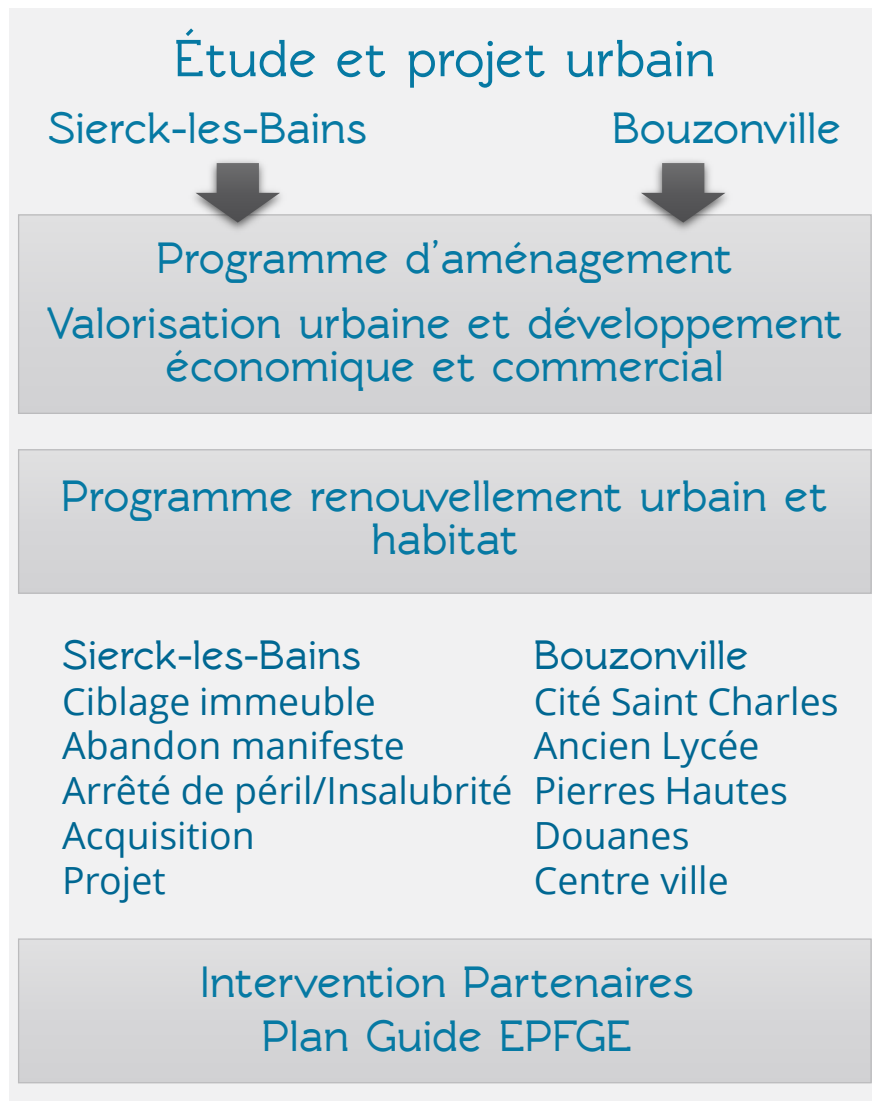 Étude et projet urbain
Sierck-les-Bains
Bouzonville
Programme d'aménagement
Valorisation urbaine et développement
économique et commercial
Programme renouvellement urbain et
habitat
Sierck-les-Bains
Ciblage immeuble
Abandon manifeste
Arrêté de péril/Insalubrité
Acquisition
Projet
Bouzonville
Cité Saint Charles
Ancien Lycée
Pierres Hautes
Douanes
Centre ville
Intervention Partenaires
Plan Guide EPFGE